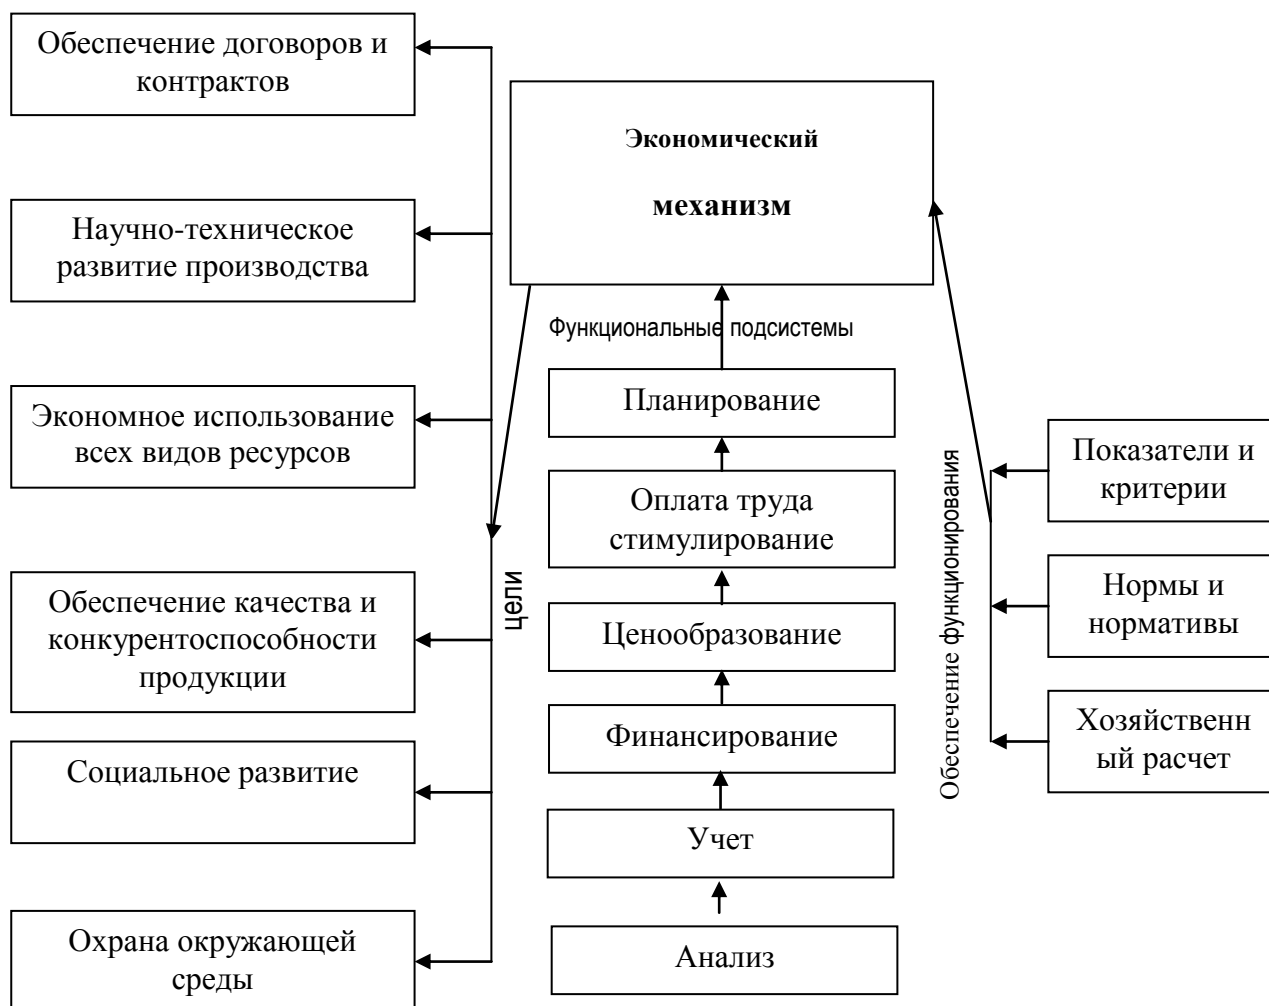 Обеспечение договоров и
контрактов
Научно-техническое
развитие производства
Экономное использование
всех видов ресурсов
Обеспечение качества и
конкурентоспособности
продукции
Социальное развитие
Охрана окружающей
среды
цели
Экономический
механизм
Функциональные подсистемы
Планирование
Оплата труда
стимулирование
Ценообразование
Финансирование
Учет
Анализ
Обеспечение функционирования
Показатели и
критерии
Нормы и
нормативы
Хозяйственн
ый расчет